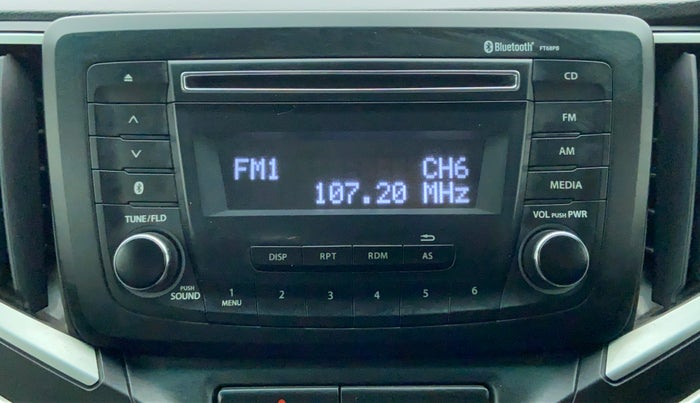 Bluetooth® FT68PB
CD
FM1 CH6
107.20 MHz
FM
AM
MEDIA
TUNE/FLD
VOL PUSH PWR
DISP RPT RDM AS
PUSH
SOUND
1 2 3 4 5 6
MENU